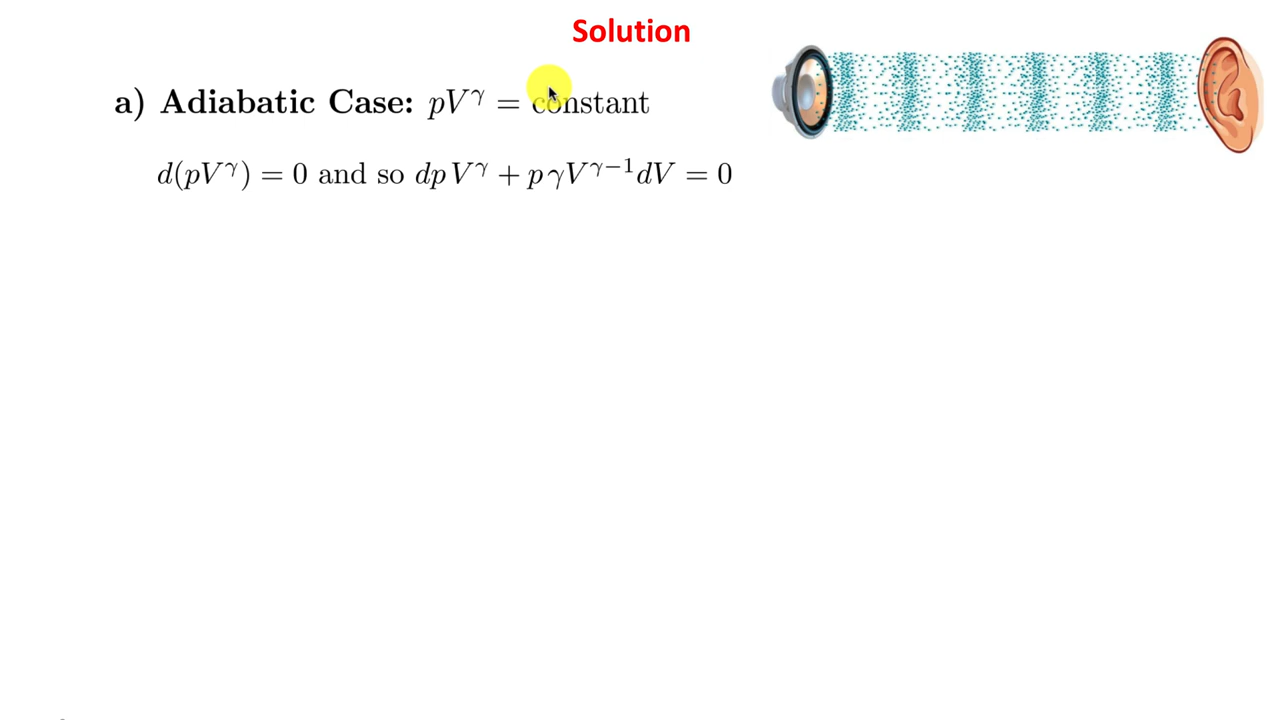 Solution
a) Adiabatic Case: pV^γ = constant
d(pV^γ) = 0 and so dp V^γ + p γV^{γ−1}dV = 0